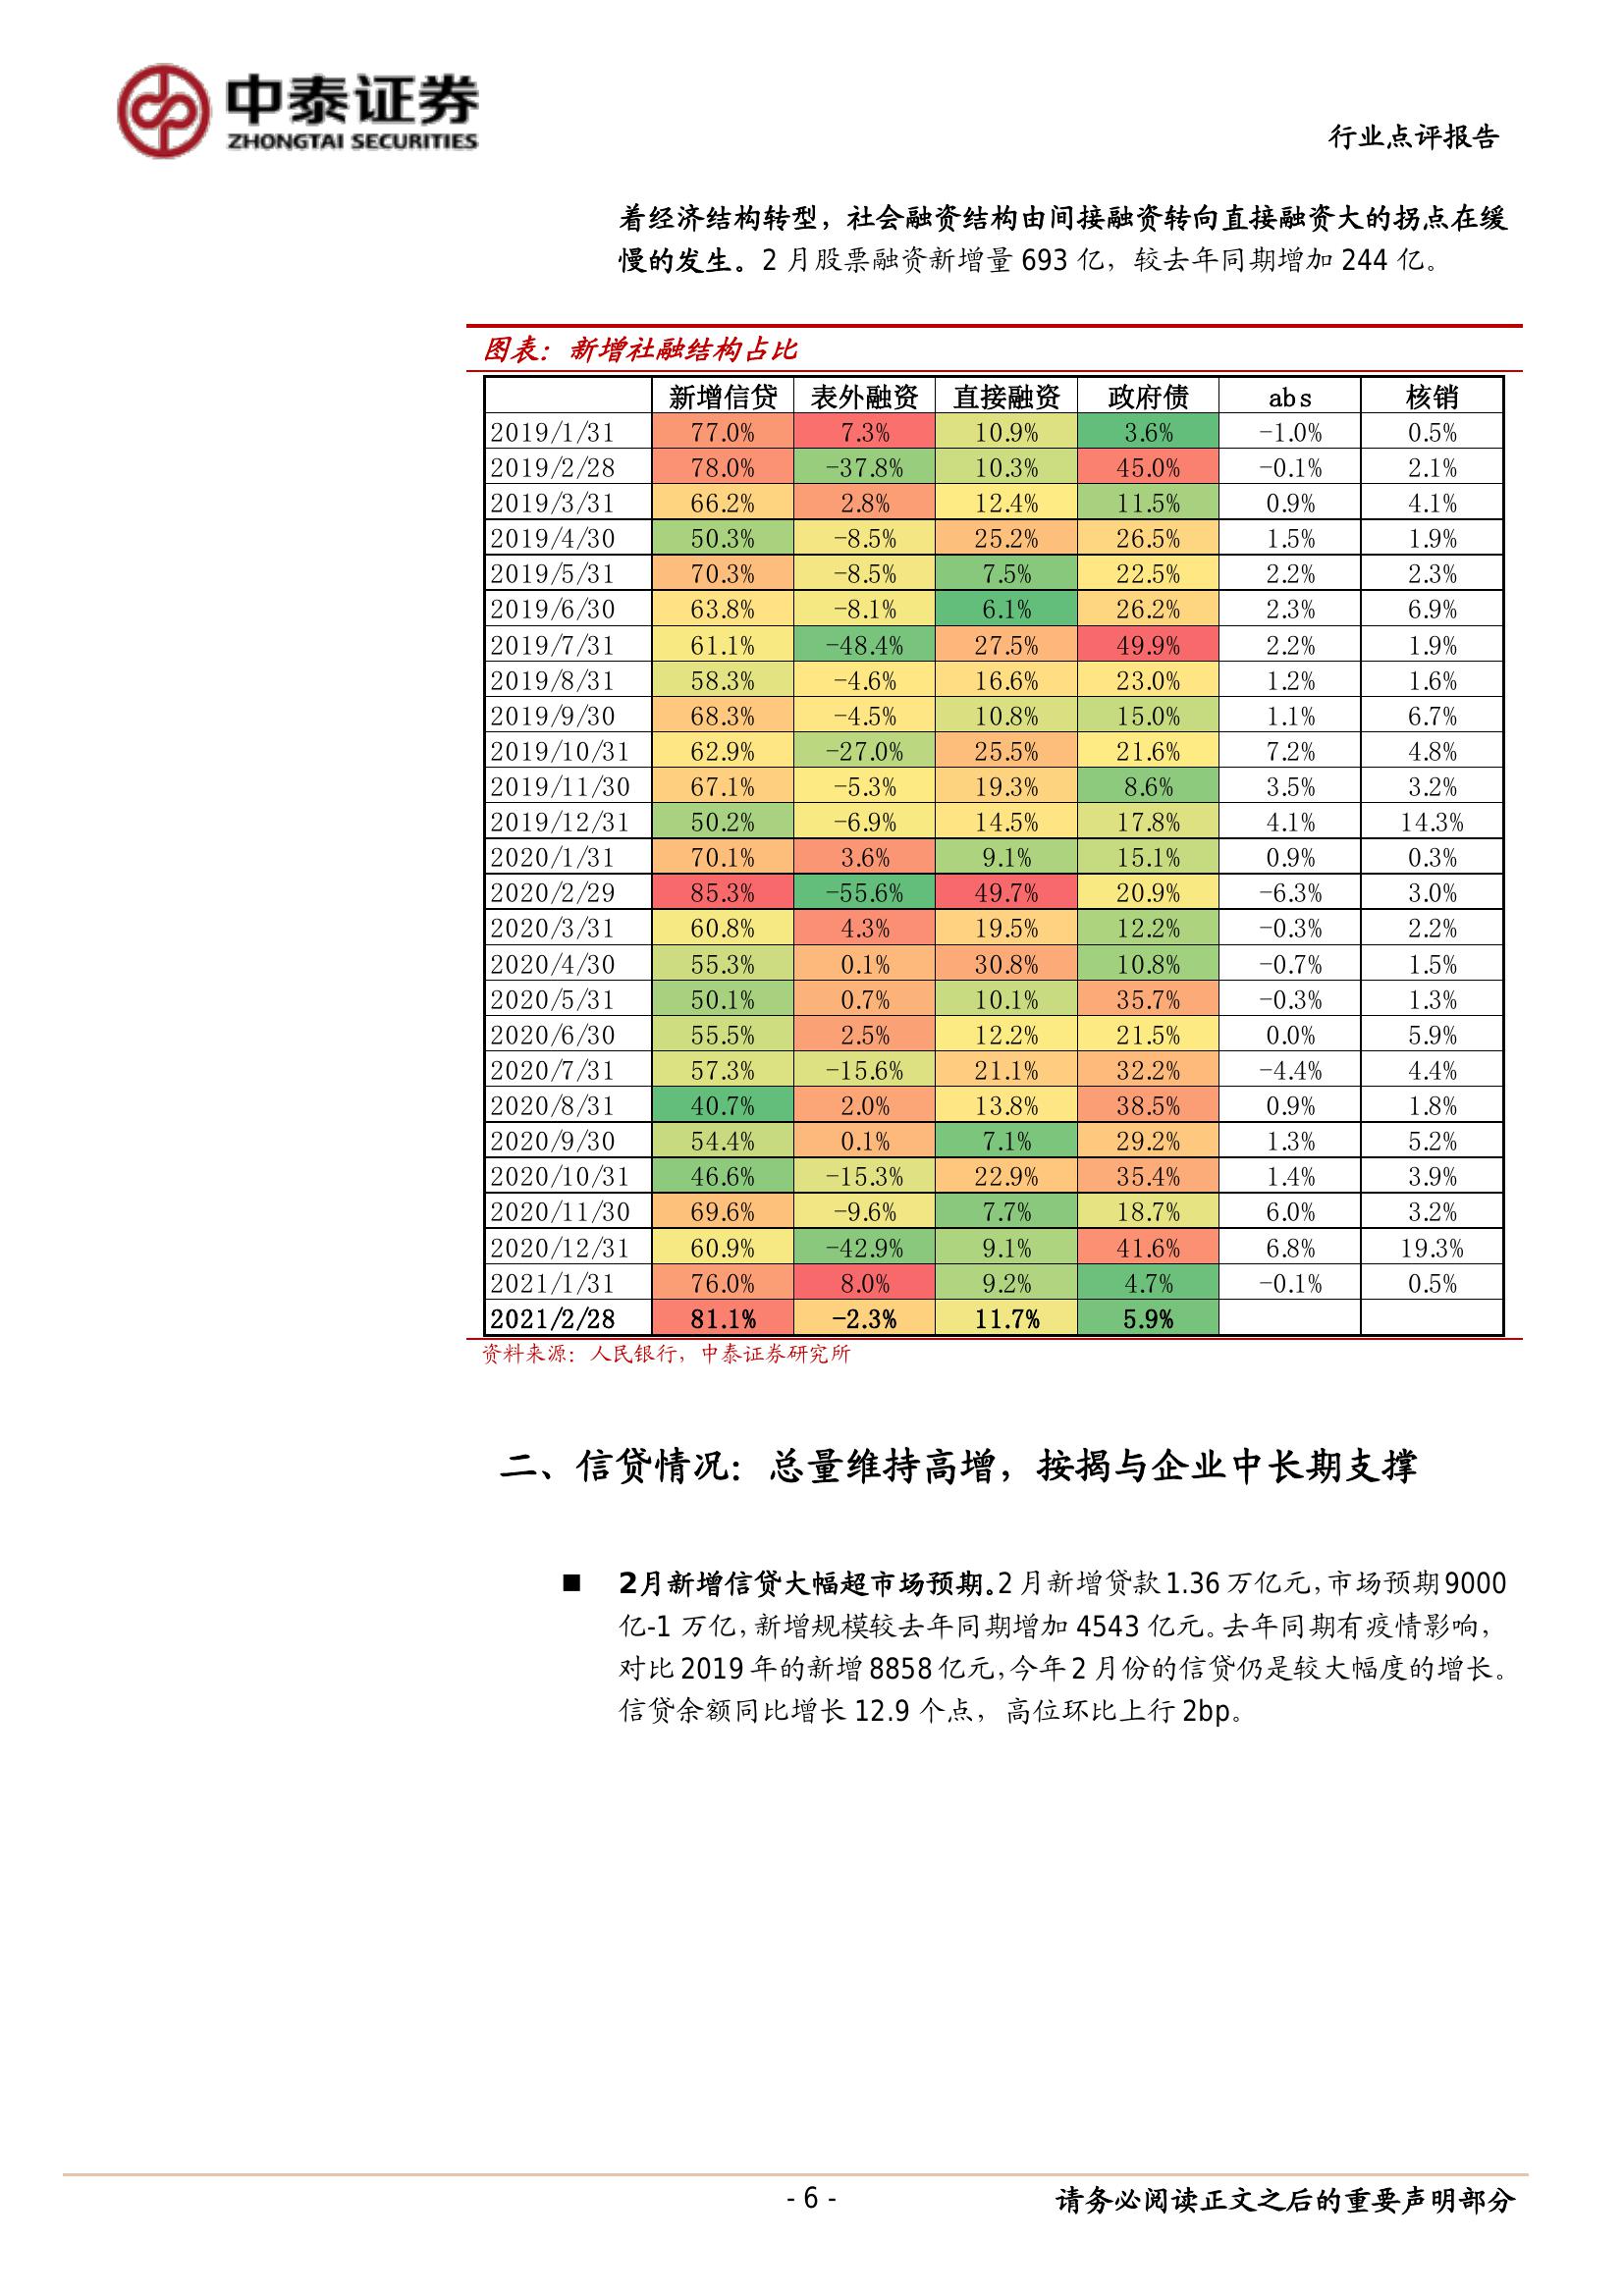 中泰证券
ZHONGTAI SECURITIES
行业点评报告
着经济结构转型，社会融资结构由间接融资转向直接融资大的拐点在缓
慢的发生。2 月股票融资新增量 693 亿，较去年同期增加 244 亿。
图表：新增社融结构占比
新增信贷 表外融资 直接融资 政府债 abs 核销
2019/1/31 77.0% 7.3% 10.9% 3.6% -1.0% 0.5%
2019/2/28 78.0% -37.8% 10.3% 45.0% -0.1% 2.1%
2019/3/31 66.2% 2.8% 12.4% 11.5% 0.9% 4.1%
2019/4/30 50.3% -8.5% 25.2% 26.5% 1.5% 1.9%
2019/5/31 70.3% -8.5% 7.5% 22.5% 2.2% 2.3%
2019/6/30 63.8% -8.1% 6.1% 26.2% 2.3% 6.9%
2019/7/31 61.1% -48.4% 27.5% 49.9% 2.2% 1.9%
2019/8/31 58.3% -4.6% 16.6% 23.0% 1.2% 1.6%
2019/9/30 68.3% -4.5% 10.8% 15.0% 1.1% 6.7%
2019/10/31 62.9% -27.0% 25.5% 21.6% 7.2% 4.8%
2019/11/30 67.1% -5.3% 19.3% 8.6% 3.5% 3.2%
2019/12/31 50.2% -6.9% 14.5% 17.8% 4.1% 14.3%
2020/1/31 70.1% 3.6% 9.1% 15.1% 0.9% 0.3%
2020/2/29 85.3% -55.6% 49.7% 20.9% -6.3% 3.0%
2020/3/31 60.8% 4.3% 19.5% 12.2% -0.3% 2.2%
2020/4/30 55.3% 0.1% 30.8% 10.8% -0.7% 1.5%
2020/5/31 50.1% 0.7% 10.1% 35.7% -0.3% 1.3%
2020/6/30 55.5% 2.5% 12.2% 21.5% 0.0% 5.9%
2020/7/31 57.3% -15.6% 21.1% 32.2% -4.4% 4.4%
2020/8/31 40.7% 2.0% 13.8% 38.5% 0.9% 1.8%
2020/9/30 54.4% 0.1% 7.1% 29.2% 1.3% 5.2%
2020/10/31 46.6% -15.3% 22.9% 35.4% 1.4% 3.9%
2020/11/30 69.6% -9.6% 7.7% 18.7% 6.0% 3.2%
2020/12/31 60.9% -42.9% 9.1% 41.6% 6.8% 19.3%
2021/1/31 76.0% 8.0% 9.2% 4.7% -0.1% 0.5%
2021/2/28 81.1% -2.3% 11.7% 5.9%
资料来源：人民银行，中泰证券研究所
二、信贷情况：总量维持高增，按揭与企业中长期支撑
■ 2月新增信贷大幅超市场预期。2 月新增贷款 1.36 万亿元，市场预期 9000
亿-1 万亿，新增规模较去年同期增加 4543 亿元。去年同期有疫情影响，
对比 2019 年的新增 8858 亿元，今年 2 月份的信贷仍是较大幅度的增长。
信贷余额同比增长 12.9 个点，高位环比上行 2bp。
- 6 -
请务必阅读正文之后的重要声明部分